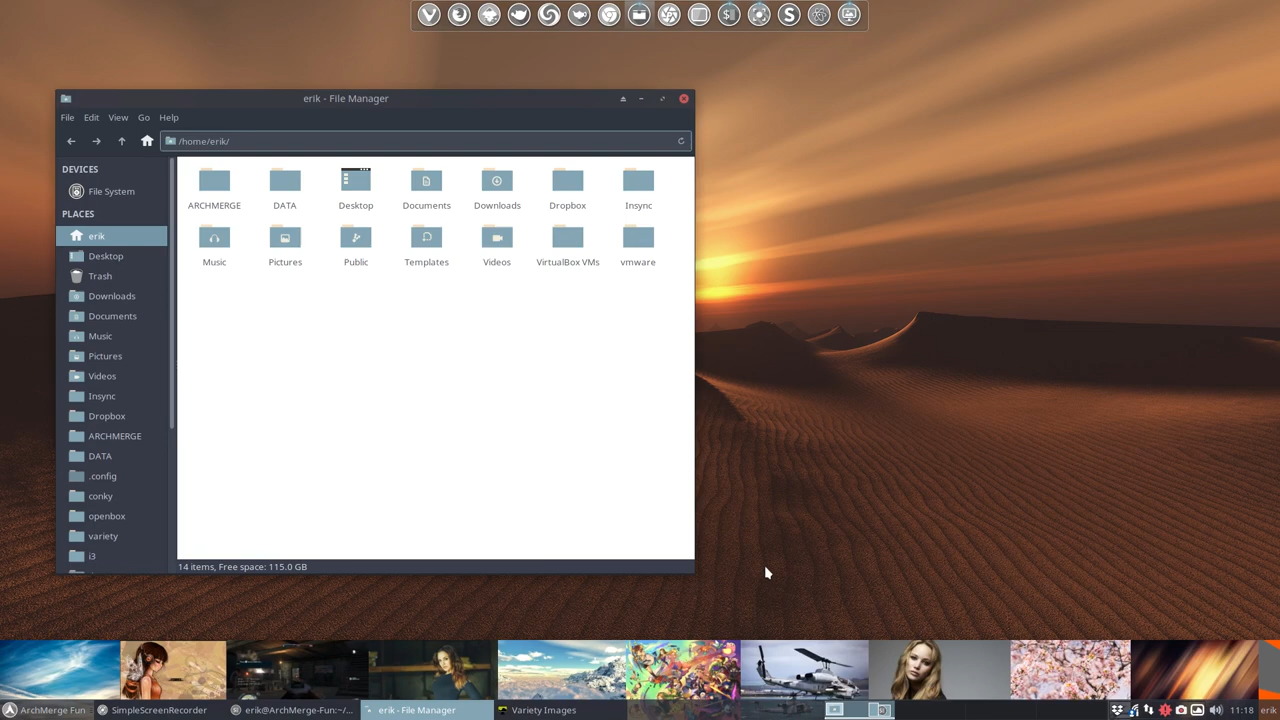 erik - File Manager
File Edit View Go Help
/home/erik/
DEVICES
File System
PLACES
erik
Desktop
Trash
Downloads
Documents
Music
Pictures
Videos
Insync
Dropbox
ARCHMERGE
DATA
.config
conky
openbox
variety
i3
ARCHMERGE DATA Desktop Documents Downloads Dropbox Insync
Music Pictures Public Templates Videos VirtualBox VMs vmware
14 items, Free space: 115.0 GB
ArchMerge Fun SimpleScreenRecorder erik@ArchMerge-Fun:~/... erik - File Manager Variety Images 11:18 erik